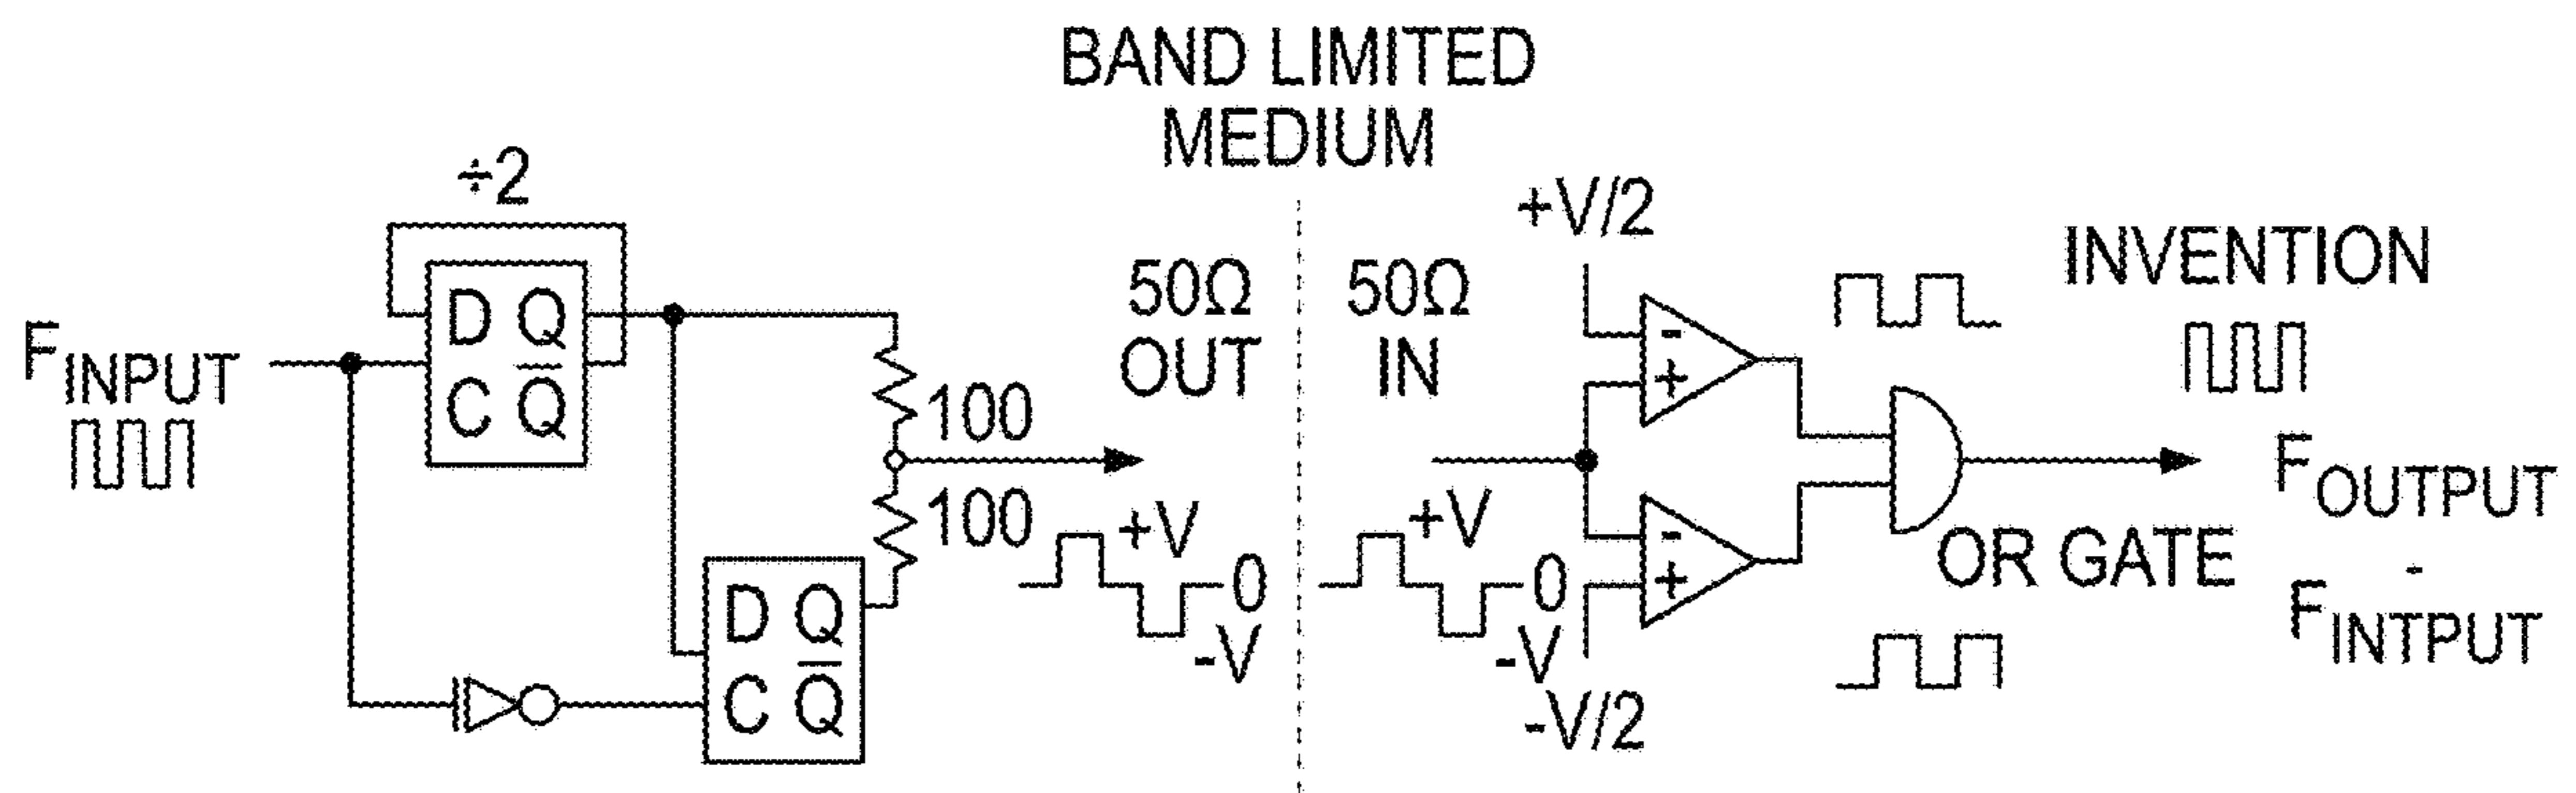 BAND LIMITED
MEDIUM
÷2
+V/2
INVENTION
50Ω
OUT
50Ω
IN
FINPUT
D Q
C Q̅
100
100
-
+
-
+
+V
0
-V
+V
0
-V
-V/2
D Q
C Q̅
OR GATE
FOUTPUT
-
FINTPUT